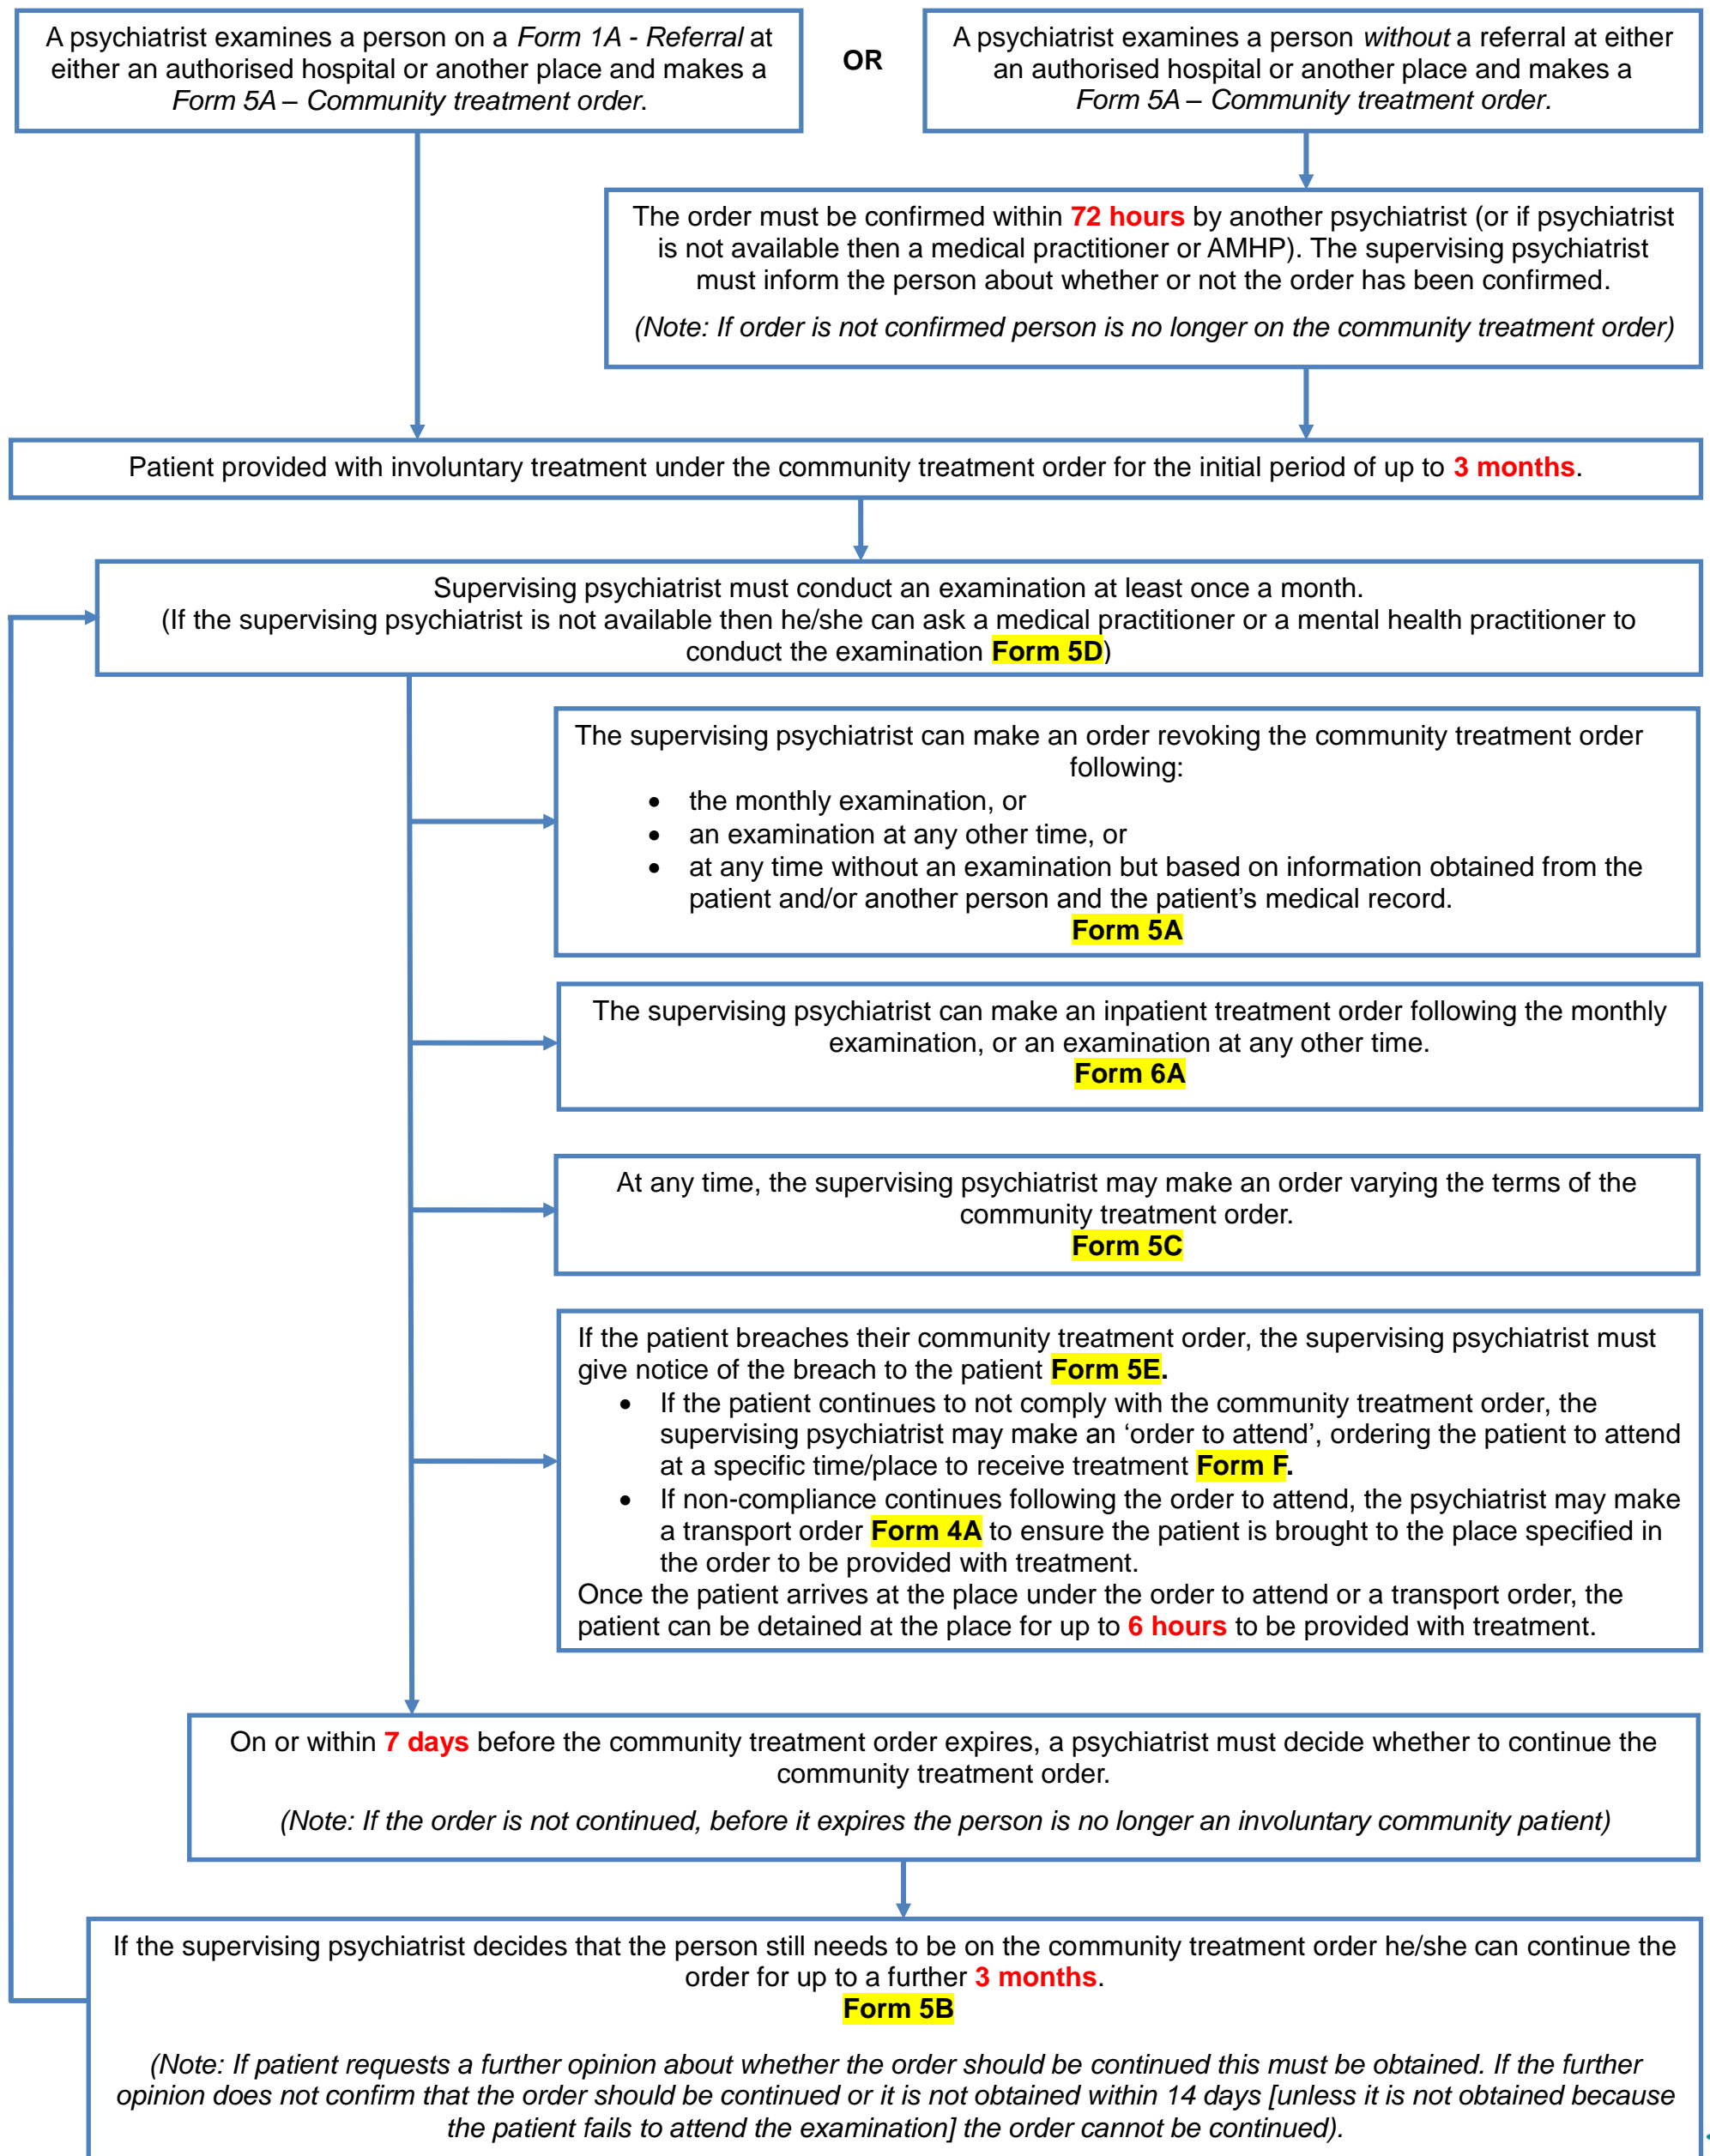 A psychiatrist examines a person on a Form 1A - Referral at
either an authorised hospital or another place and makes a
Form 5A – Community treatment order.
OR
A psychiatrist examines a person without a referral at either
an authorised hospital or another place and makes a
Form 5A – Community treatment order.
The order must be confirmed within 72 hours by another psychiatrist (or if psychiatrist
is not available then a medical practitioner or AMHP). The supervising psychiatrist
must inform the person about whether or not the order has been confirmed.
(Note: If order is not confirmed person is no longer on the community treatment order)
Patient provided with involuntary treatment under the community treatment order for the initial period of up to 3 months.
Supervising psychiatrist must conduct an examination at least once a month.
(If the supervising psychiatrist is not available then he/she can ask a medical practitioner or a mental health practitioner to
conduct the examination Form 5D)
The supervising psychiatrist can make an order revoking the community treatment order
following:
• the monthly examination, or
• an examination at any other time, or
• at any time without an examination but based on information obtained from the
patient and/or another person and the patient’s medical record.
Form 5A
The supervising psychiatrist can make an inpatient treatment order following the monthly
examination, or an examination at any other time.
Form 6A
At any time, the supervising psychiatrist may make an order varying the terms of the
community treatment order.
Form 5C
If the patient breaches their community treatment order, the supervising psychiatrist must
give notice of the breach to the patient Form 5E.
• If the patient continues to not comply with the community treatment order, the
supervising psychiatrist may make an ‘order to attend’, ordering the patient to attend
at a specific time/place to receive treatment Form F.
• If non-compliance continues following the order to attend, the psychiatrist may make
a transport order Form 4A to ensure the patient is brought to the place specified in
the order to be provided with treatment.
Once the patient arrives at the place under the order to attend or a transport order, the
patient can be detained at the place for up to 6 hours to be provided with treatment.
On or within 7 days before the community treatment order expires, a psychiatrist must decide whether to continue the
community treatment order.
(Note: If the order is not continued, before it expires the person is no longer an involuntary community patient)
If the supervising psychiatrist decides that the person still needs to be on the community treatment order he/she can continue the
order for up to a further 3 months.
Form 5B
(Note: If patient requests a further opinion about whether the order should be continued this must be obtained. If the further
opinion does not confirm that the order should be continued or it is not obtained within 14 days [unless it is not obtained because
the patient fails to attend the examination] the order cannot be continued).